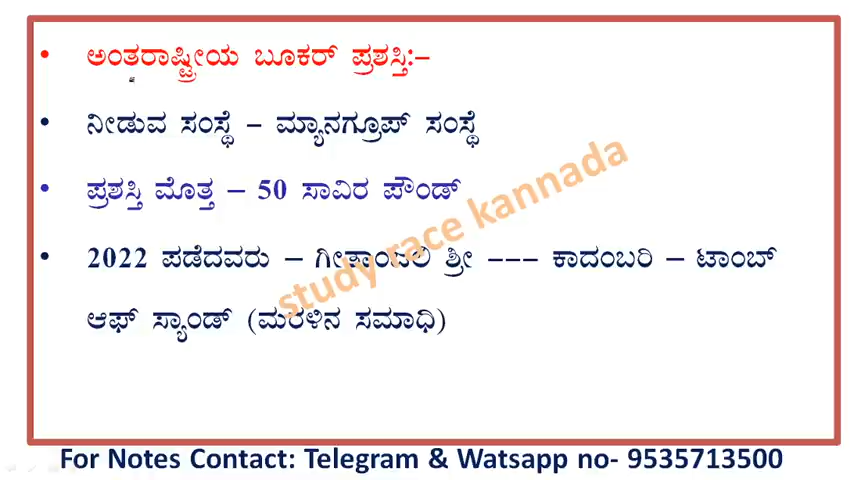 • ಅಂತರಾಷ್ಟ್ರೀಯ ಬೂಕರ್ ಪ್ರಶಸ್ತಿ:–
• ನೀಡುವ ಸಂಸ್ಥೆ – ಮ್ಯಾನಗ್ರೂಪ್ ಸಂಸ್ಥೆ
• ಪ್ರಶಸ್ತಿ ಮೊತ್ತ – 50 ಸಾವಿರ ಪೌಂಡ್
• 2022 ಪಡೆದವರು – ಗೀತಾಂಜಲಿ ಶ್ರೀ --- ಕಾದಂಬರಿ – ಟಾಂಬ್
ಆಫ್ ಸ್ಯಾಂಡ್ (ಮರಳಿನ ಸಮಾಧಿ)
study race kannada
For Notes Contact: Telegram & Watsapp no- 9535713500